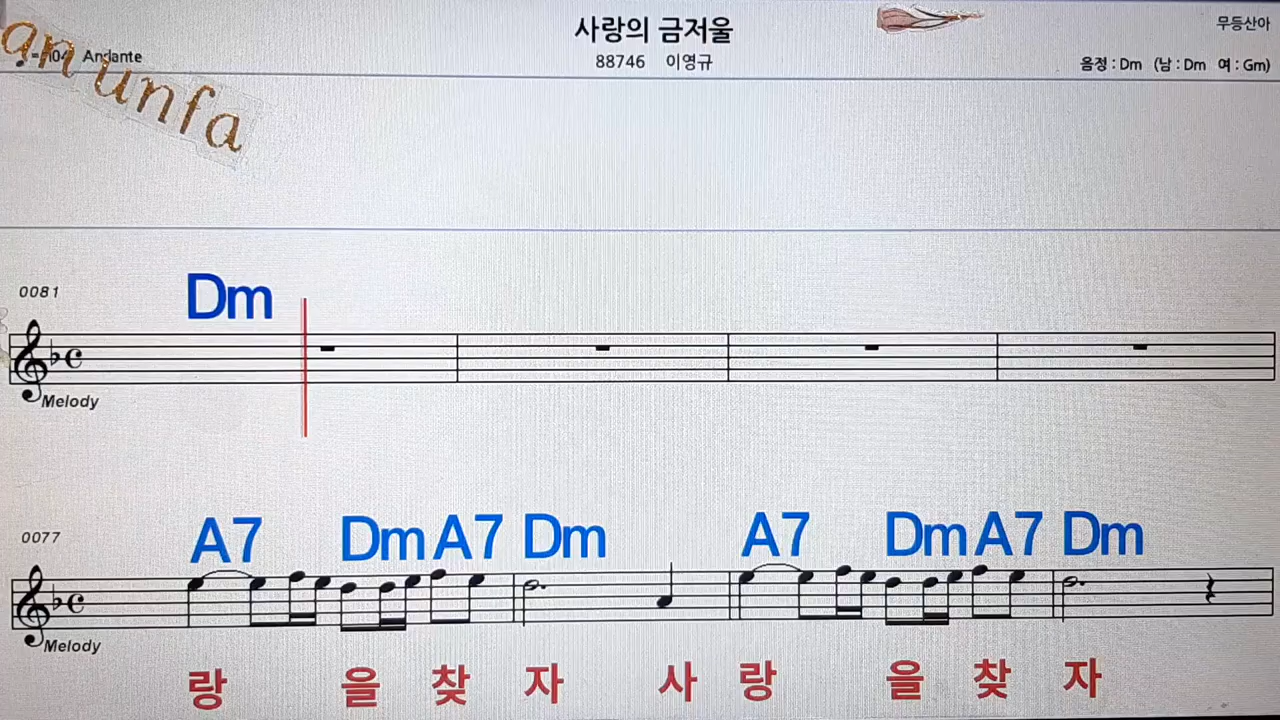 사랑의 금저울
무등산아
an unfa
Andante
88746 이영규
음정 : Dm (남 : Dm 여 : Gm)
0081
Dm
Melody
0077
A7 Dm A7 Dm A7 Dm A7 Dm
Melody
랑 을 찾 자 사 랑 을 찾 자